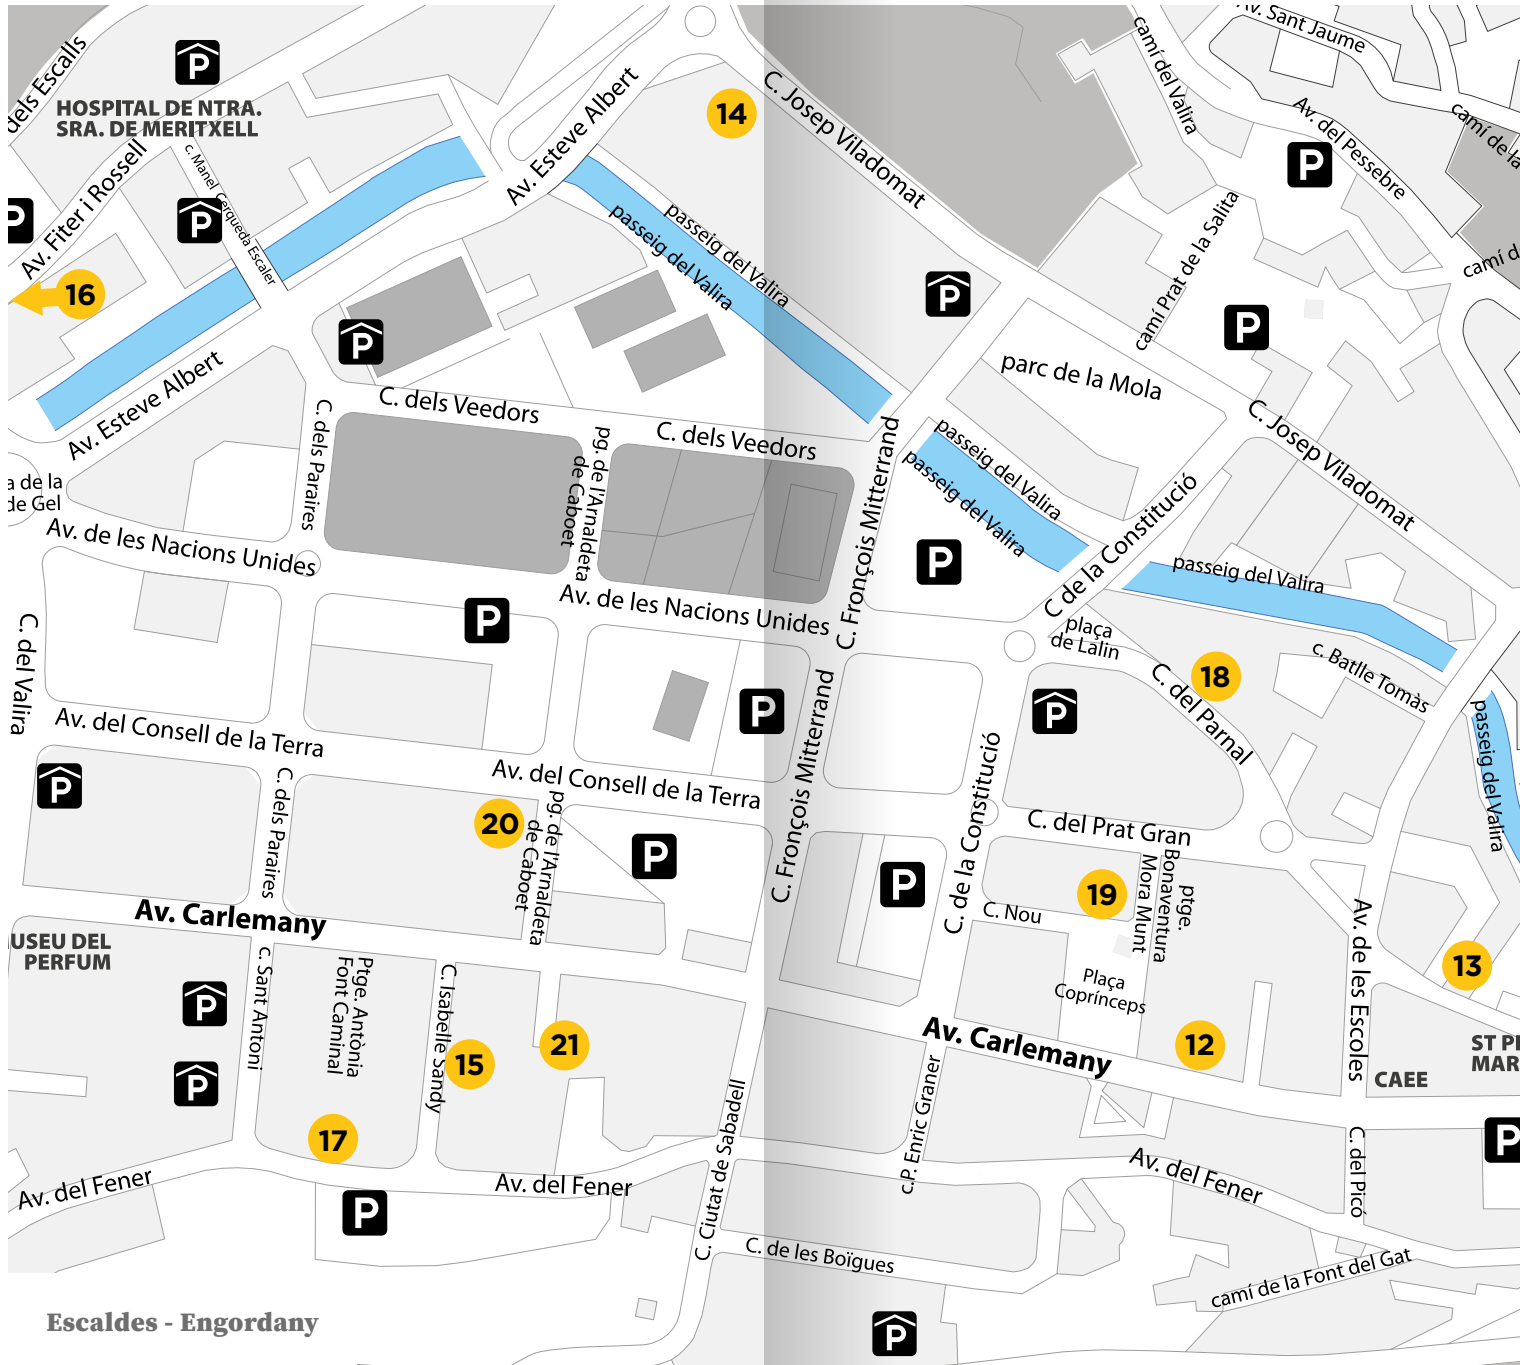 Av. Sant Jaume
dels Escalls
P
HOSPITAL DE NTRA.
SRA. DE MERITXELL
14
C. Josep Viladomat
camí del Valira
Av. del Pessebre
camí de la
P
Av. Esteve Albert
Av. Fiter i Rossell
c. Manel Cerqueda Escaler
P
P
passeig del Valira
passeig del Valira
camí Prat de la Salita
camí d
16
P
P
P
parc de la Mola
Av. Esteve Albert
C. dels Veedors
C. dels Veedors
C. dels Paraires
pg. de l'Arnaldeta
de Caboet
C. Josep Viladomat
passeig del Valira
passeig del Valira
a de la
de Gel
Av. de les Nacions Unides
C. Fronçois Mitterrand
P
C de la Constitució
passeig del Valira
Av. de les Nacions Unides
P
plaça
de Lalin
c. Batlle Tomàs
18
C. del Parnal
C. del Valira
Av. del Consell de la Terra
P
P
C. Fronçois Mitterrand
C. de la Constitució
passeig del Valira
Av. del Consell de la Terra
P
C. dels Paraires
20
pg. de l'Arnaldeta
de Caboet
C. del Prat Gran
P
P
19
C. de la Constitució
C. Nou
ptge.
Bonaventura
Mora Munt
Av. Carlemany
USEU DEL
PERFUM
Av. de les Escoles
13
Plaça
Coprínceps
P
c. Sant Antoni
Ptge. Antònia
Font Caminal
C. Isabelle Sandy
15
21
Av. Carlemany
12
ST PE
MAR
CAEE
P
17
c.P. Enric Graner
C. Ciutat de Sabadell
P
C. del Picó
Av. del Fener
Av. del Fener
Av. del Fener
P
C. de les Boïgues
camí de la Font del Gat
Escaldes - Engordany
P